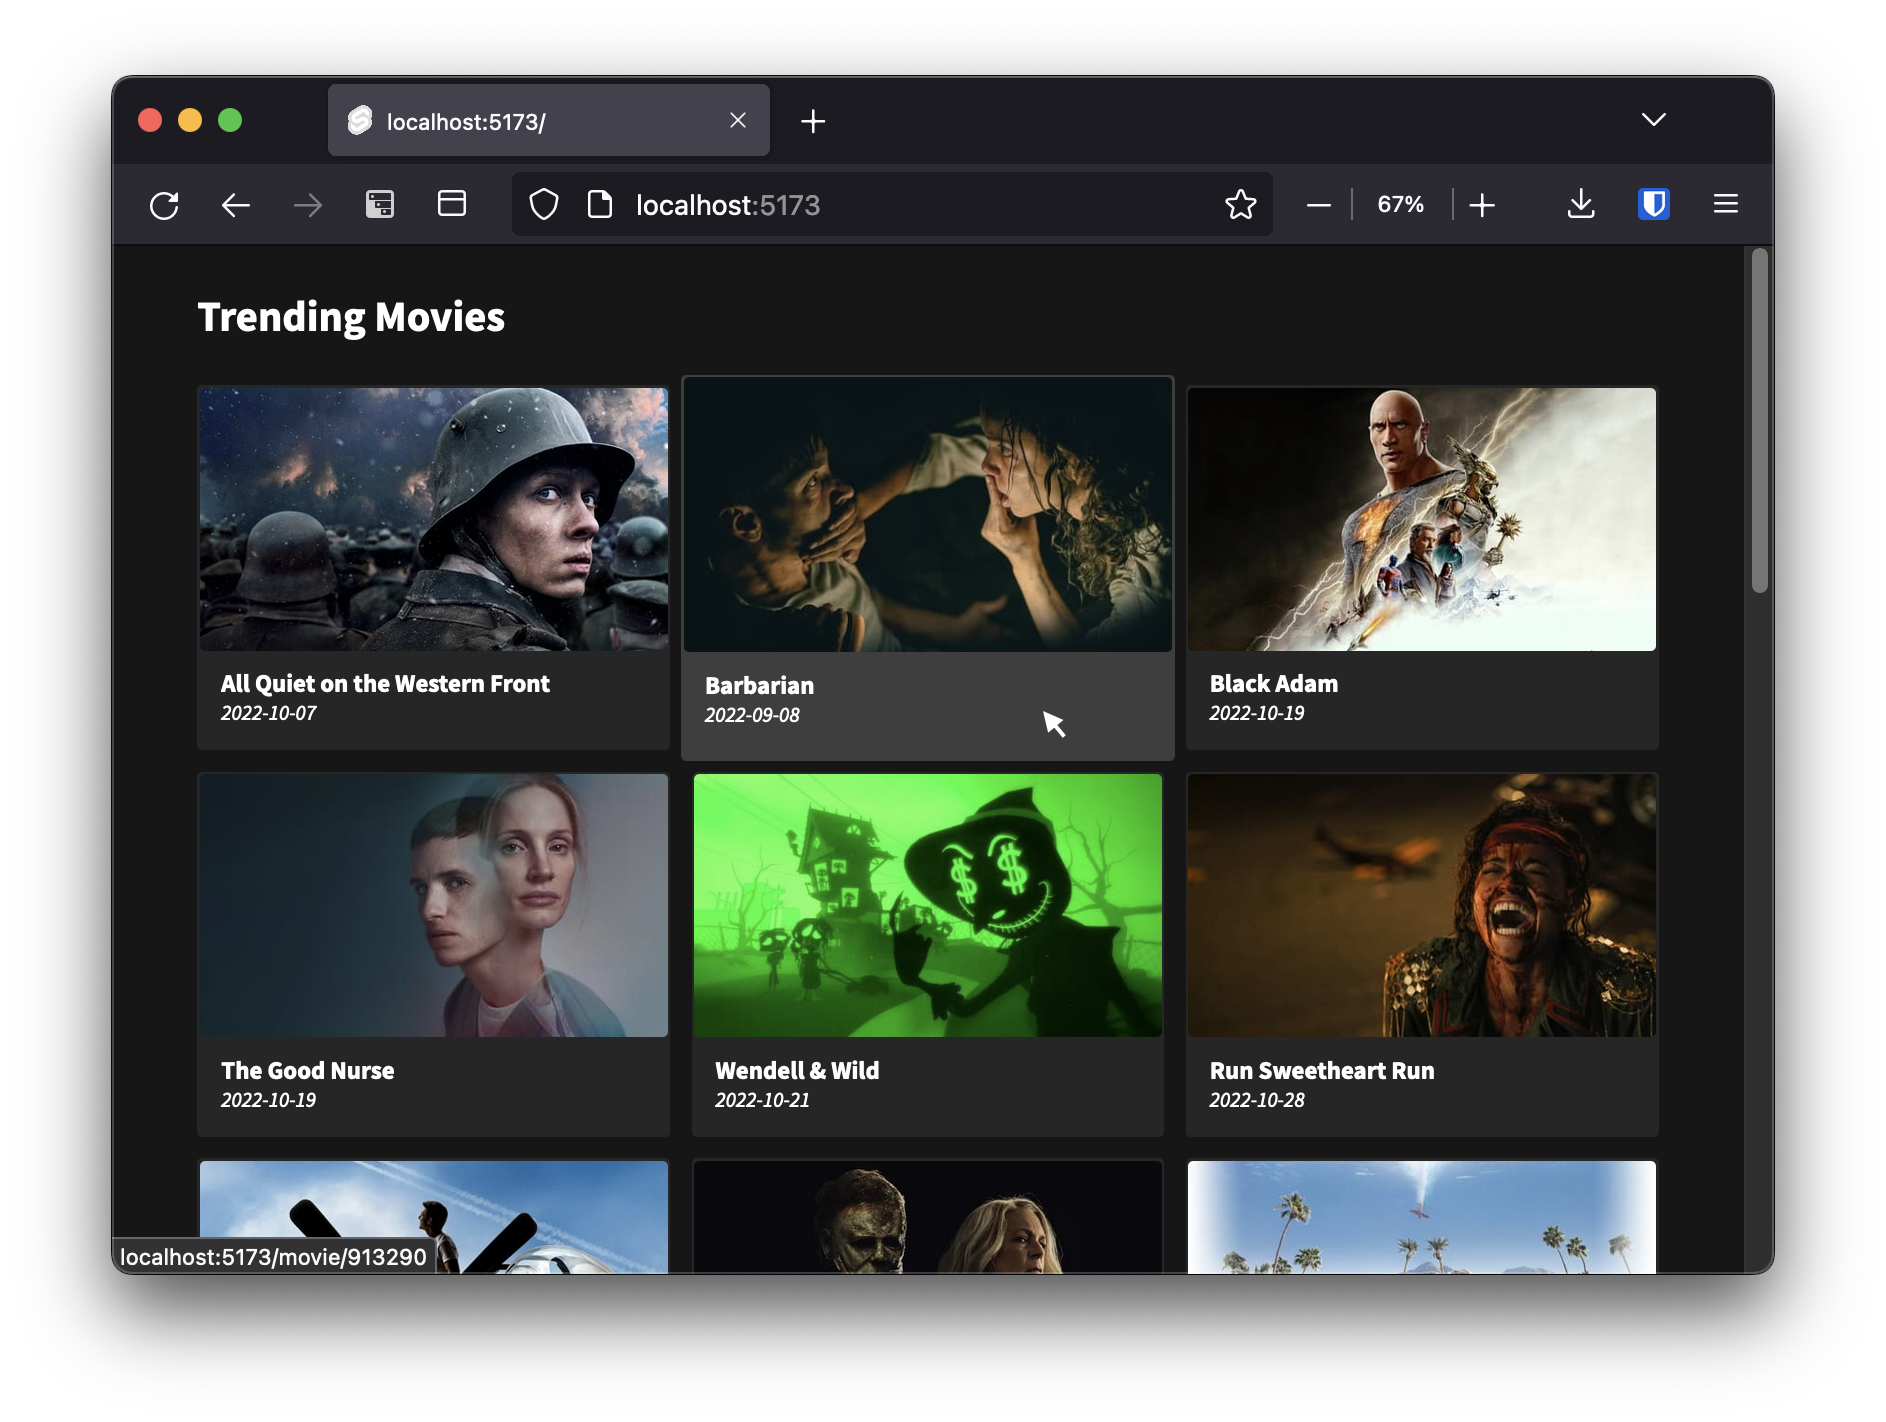 localhost:5173/
localhost:5173
67%
Trending Movies
All Quiet on the Western Front
2022-10-07
Barbarian
2022-09-08
Black Adam
2022-10-19
The Good Nurse
2022-10-19
Wendell & Wild
2022-10-21
Run Sweetheart Run
2022-10-28
localhost:5173/movie/913290